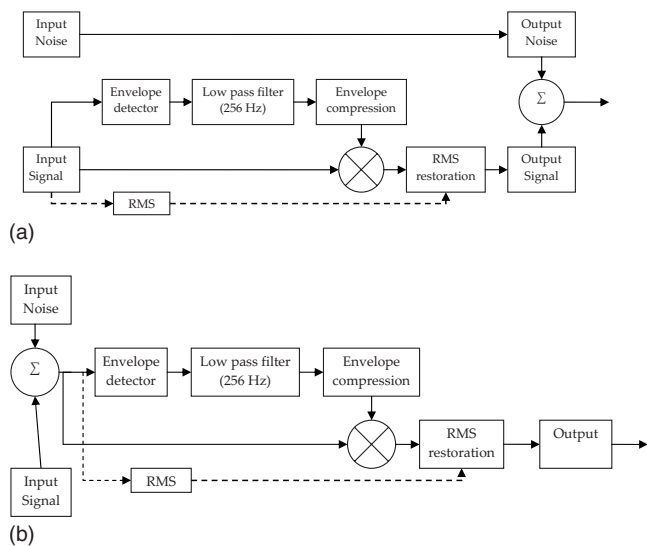 Input
Noise
Output
Noise
Envelope
detector
Low pass filter
(256 Hz)
Envelope
compression
Σ
Input
Signal
RMS
restoration
Output
Signal
RMS
(a)
Input
Noise
Σ
Envelope
detector
Low pass filter
(256 Hz)
Envelope
compression
RMS
restoration
Output
Input
Signal
RMS
(b)